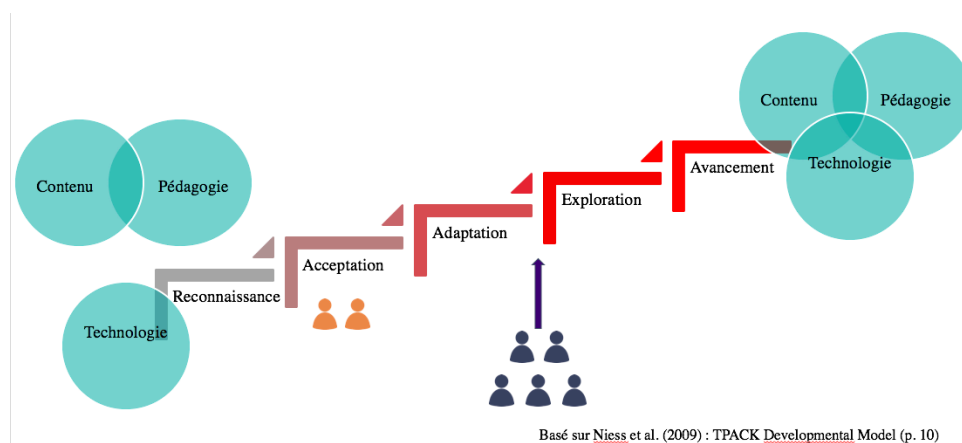 Contenu
Pédagogie
Technologie
Reconnaissance
Acceptation
Adaptation
Exploration
Avancement
Contenu
Pédagogie
Technologie
Basé sur Niess et al. (2009) : TPACK Developmental Model (p. 10)